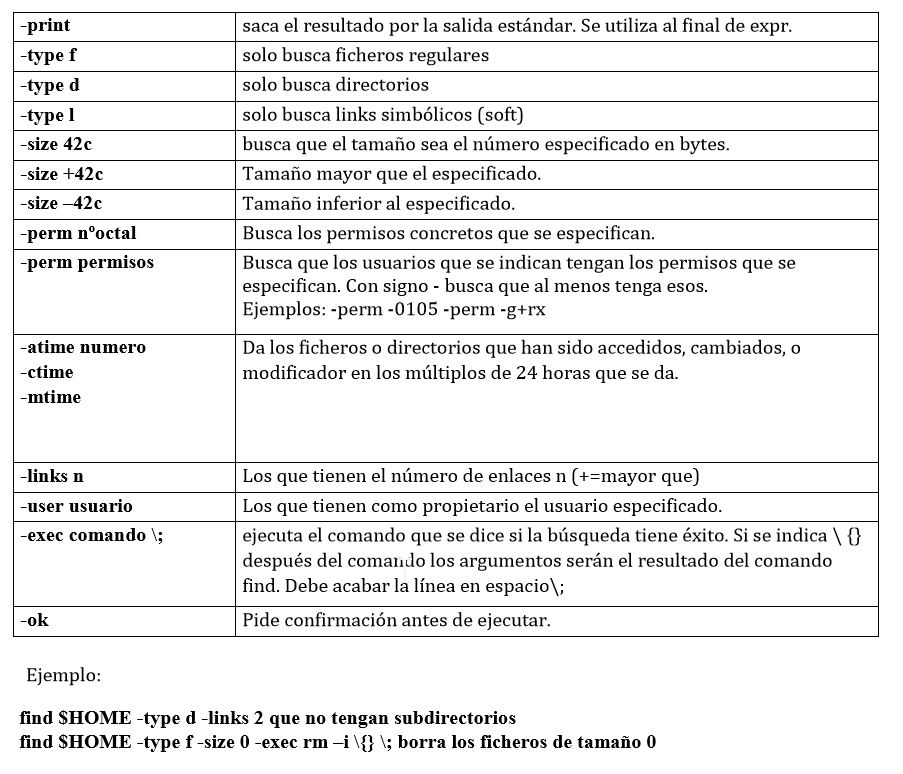 -print saca el resultado por la salida estándar. Se utiliza al final de expr.
-type f solo busca ficheros regulares
-type d solo busca directorios
-type l solo busca links simbólicos (soft)
-size 42c busca que el tamaño sea el número especificado en bytes.
-size +42c Tamaño mayor que el especificado.
-size –42c Tamaño inferior al especificado.
-perm nºoctal Busca los permisos concretos que se especifican.
-perm permisos Busca que los usuarios que se indican tengan los permisos que se
especifican. Con signo - busca que al menos tenga esos.
Ejemplos: -perm -0105 -perm -g+rx
-atime numero Da los ficheros o directorios que han sido accedidos, cambiados, o
-ctime modificador en los múltiplos de 24 horas que se da.
-mtime
-links n Los que tienen el número de enlaces n (+=mayor que)
-user usuario Los que tienen como propietario el usuario especificado.
-exec comando \; ejecuta el comando que se dice si la búsqueda tiene éxito. Si se indica \ {}
después del comando los argumentos serán el resultado del comando
find. Debe acabar la línea en espacio\;
-ok Pide confirmación antes de ejecutar.
Ejemplo:
find $HOME -type d -links 2 que no tengan subdirectorios
find $HOME -type f -size 0 -exec rm –i \{} \; borra los ficheros de tamaño 0